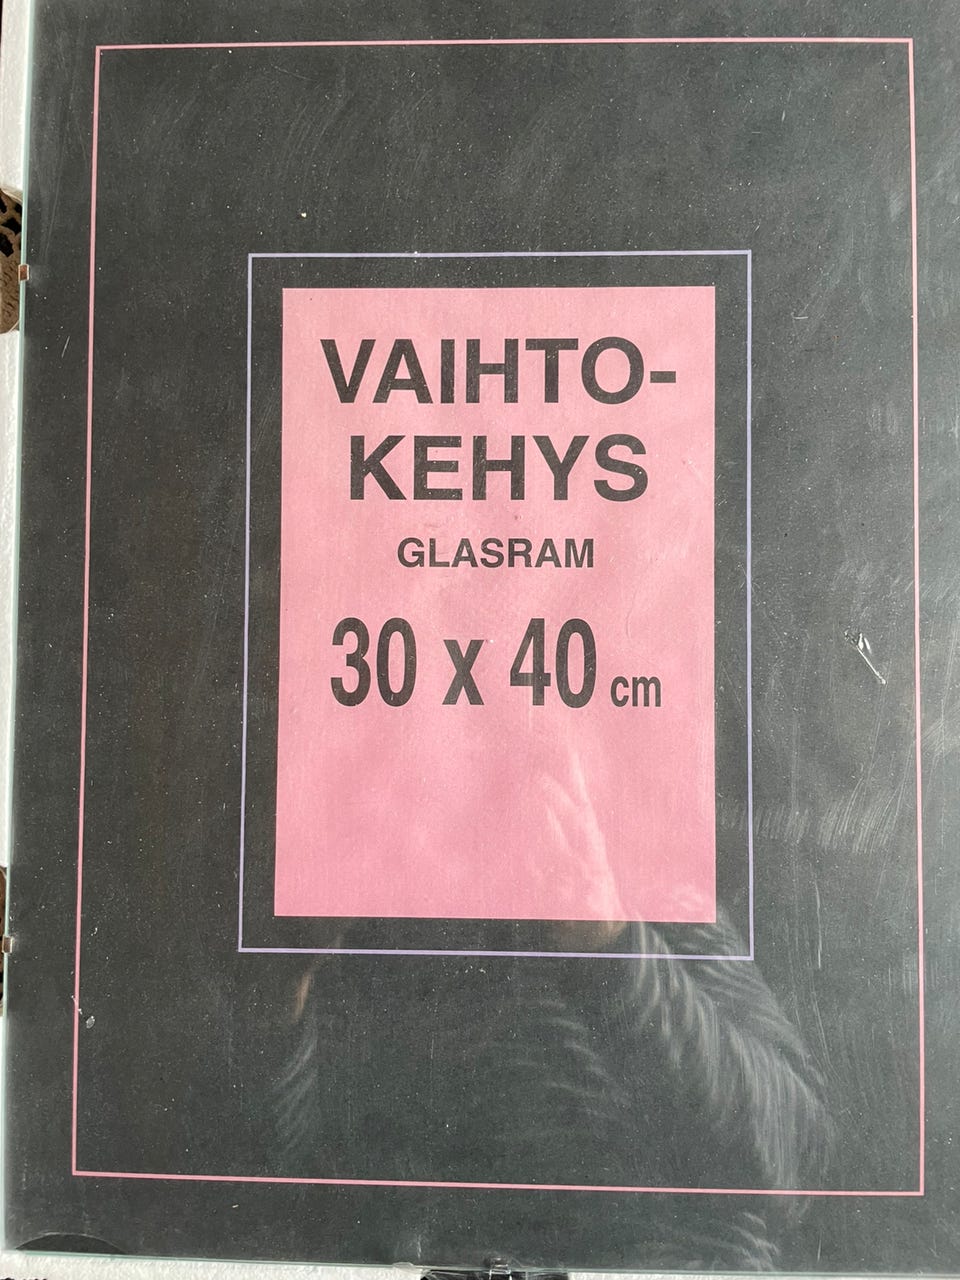 VAIHTO-
KEHYS
GLASRAM
30 x 40 cm